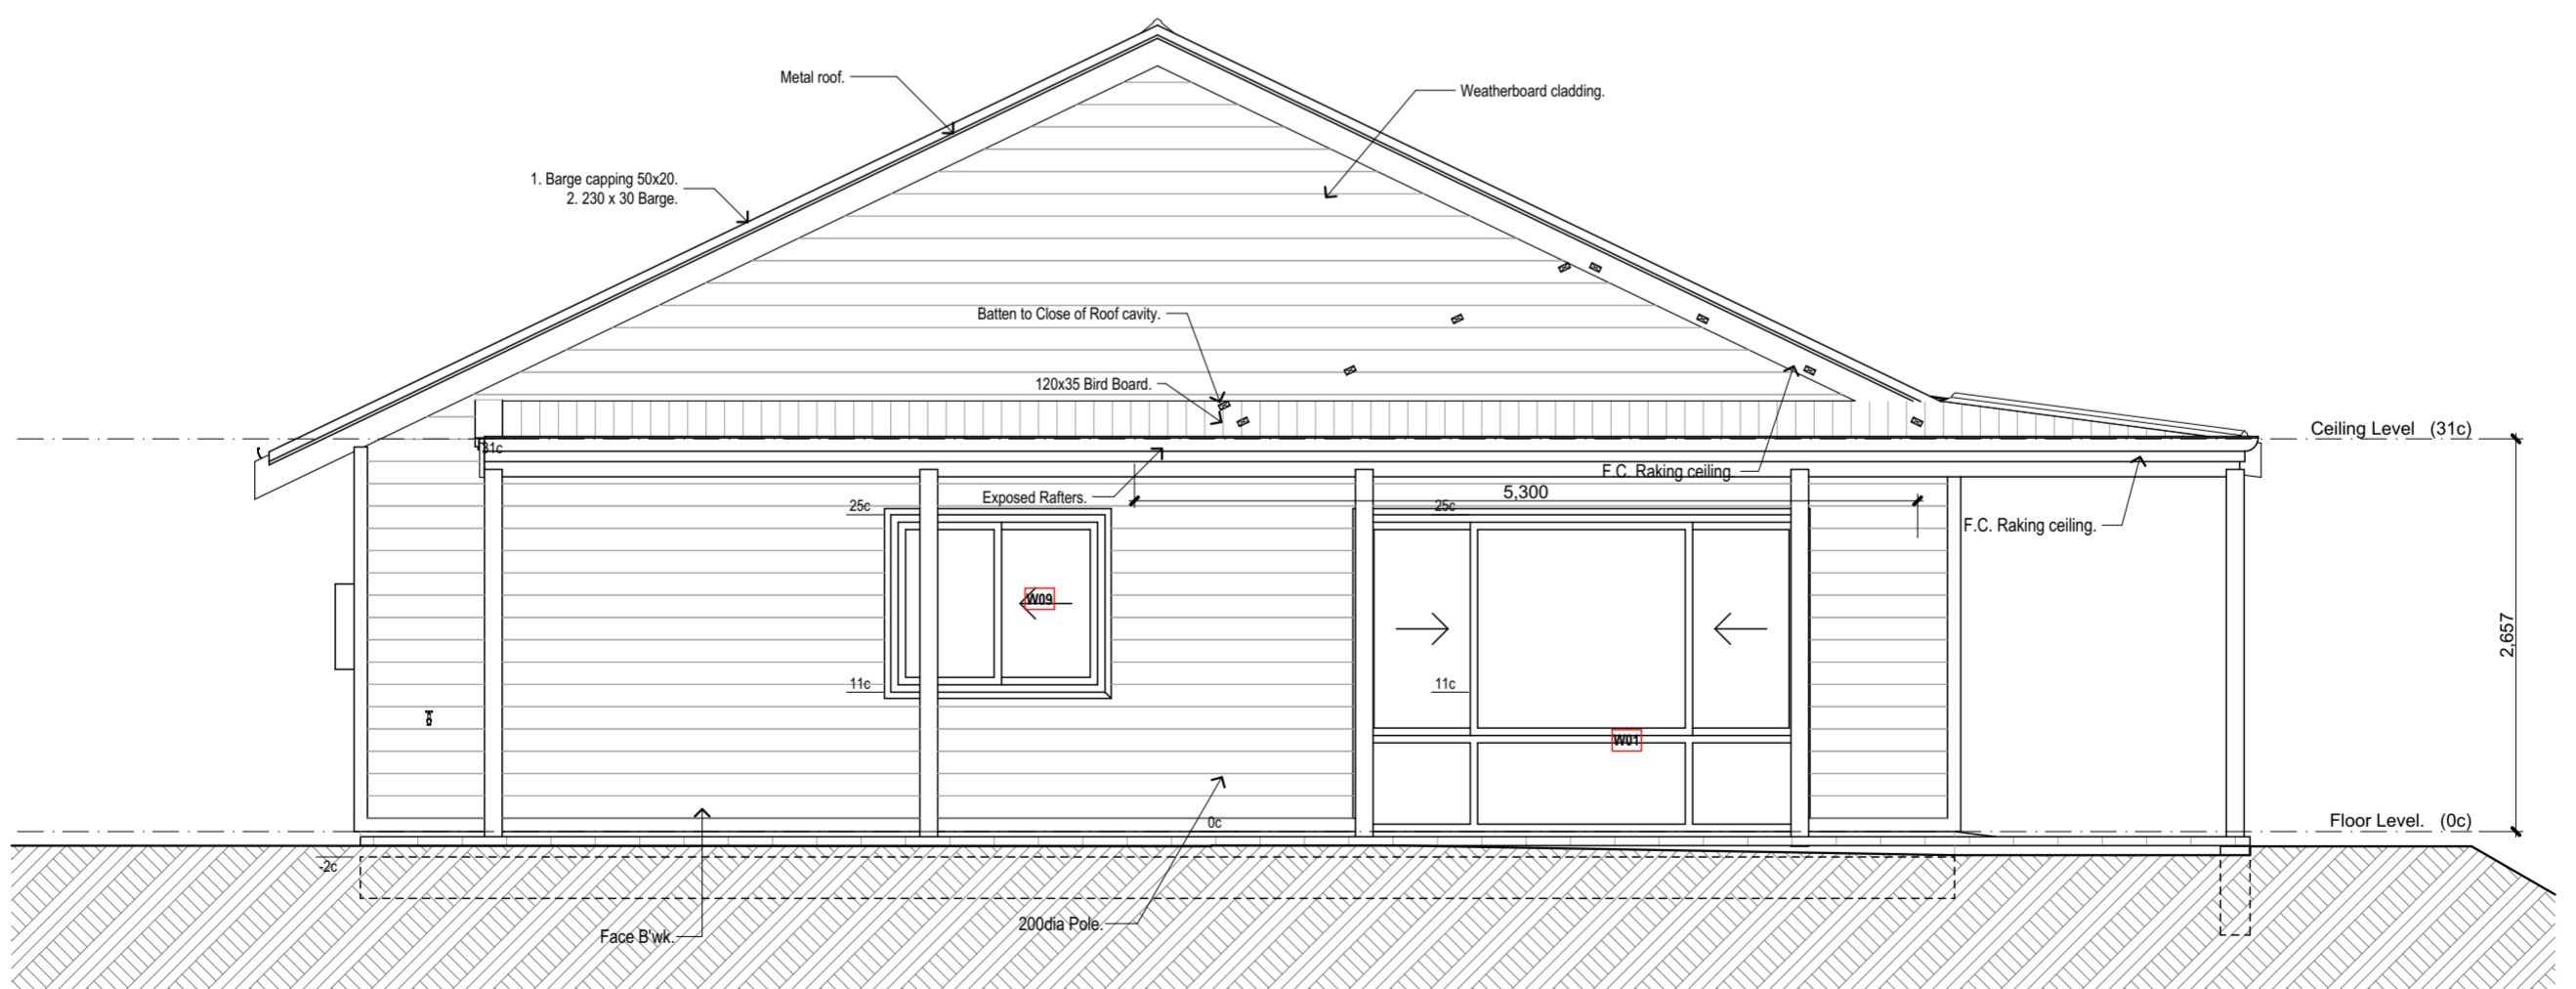 Metal roof.
Weatherboard cladding.
1. Barge capping 50x20.
2. 230 x 30 Barge.
Batten to Close of Roof cavity.
120x35 Bird Board.
Ceiling Level   (31c)
31c
F.C. Raking ceiling.
Exposed Rafters.
5,300
25c
25c
F.C. Raking ceiling.
W09
2,657
11c
11c
W01
0c
Floor Level.   (0c)
-2c
200dia Pole.
Face B'wk.